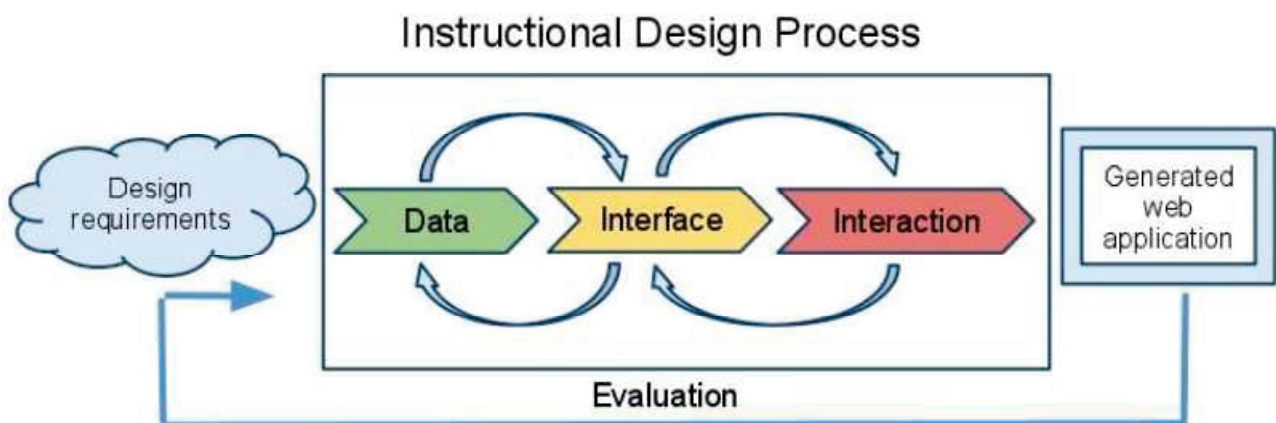 Instructional Design Process
Design
requirements
Data
Interface
Interaction
Generated
web
application
Evaluation